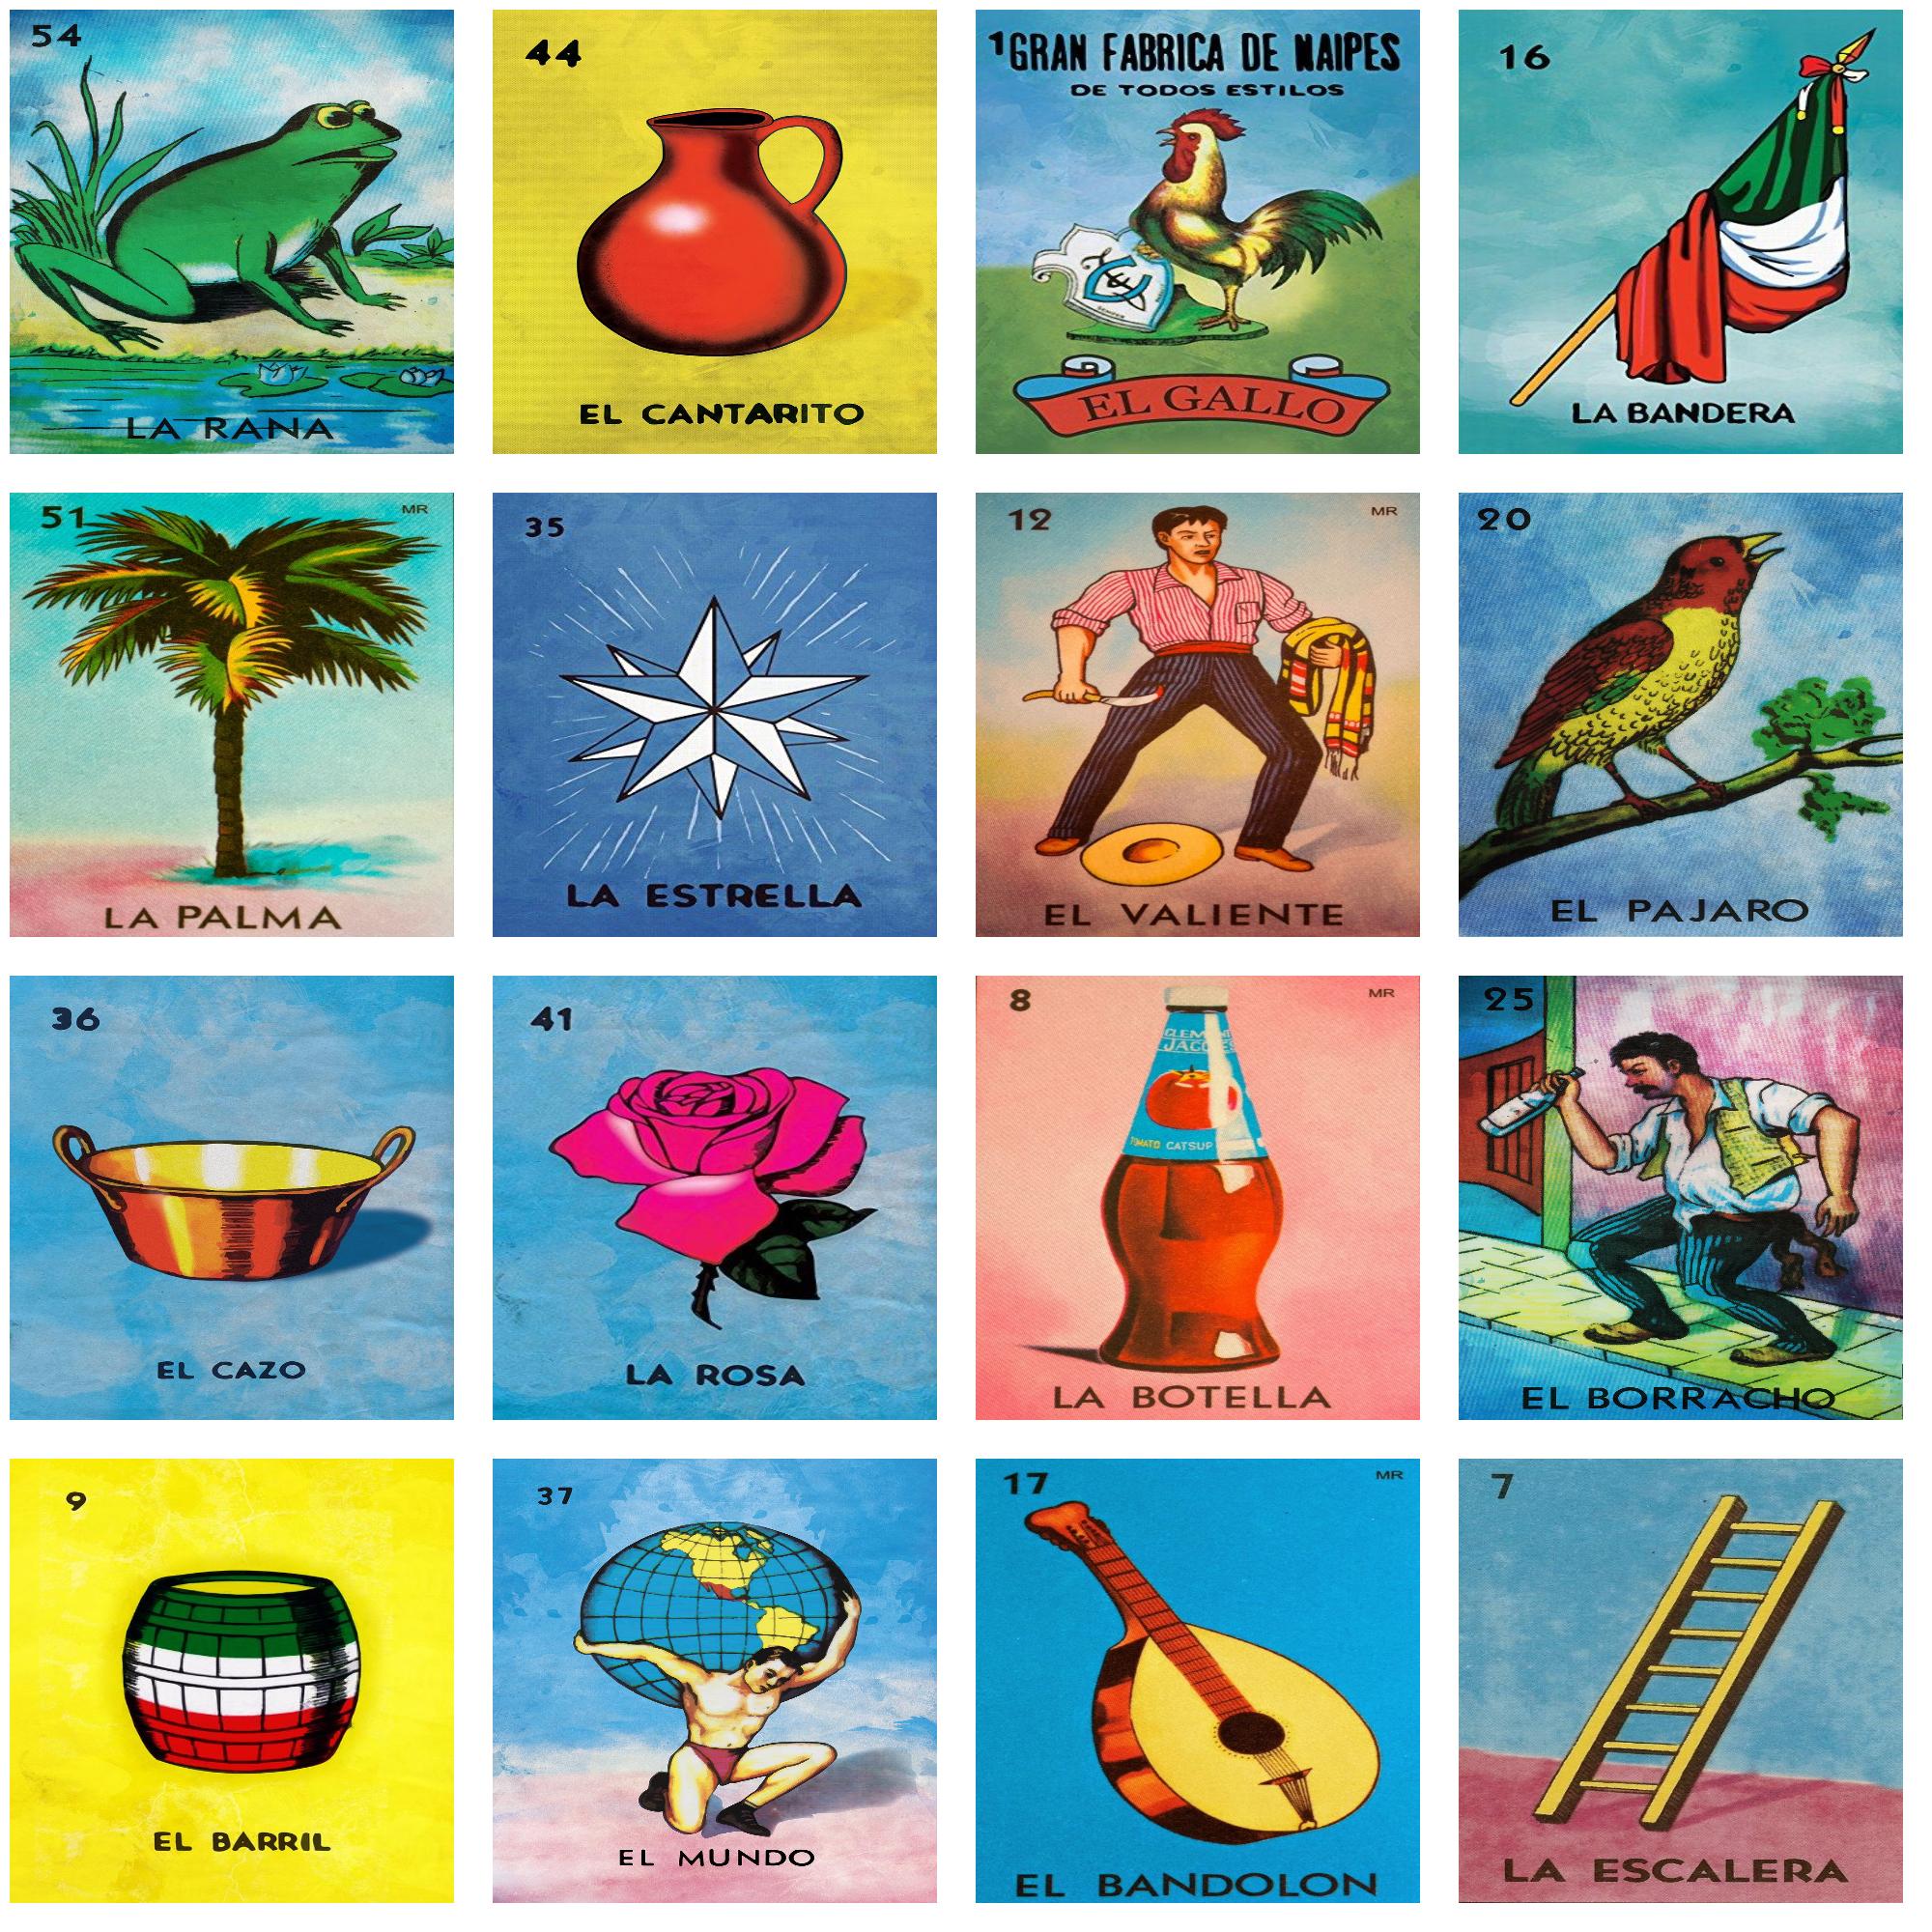 54
LA RANA
44
EL CANTARITO
1 GRAN FABRICA DE NAIPES
DE TODOS ESTILOS
EL GALLO
16
LA BANDERA
51 MR
LA PALMA
35
LA ESTRELLA
12 MR
EL VALIENTE
20
EL PAJARO
36
EL CAZO
41
LA ROSA
8 MR
JACQUES
TOMATO CATSUP
LA BOTELLA
25
EL BORRACHO
9
EL BARRIL
37
EL MUNDO
17 MR
EL BANDOLON
7
LA ESCALERA